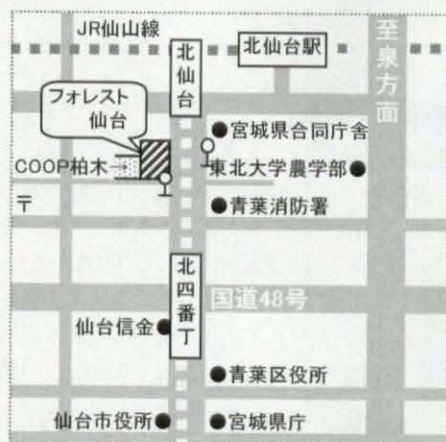 JR仙山線
北仙台駅
至泉方面
北仙台
フォレスト
仙台
宮城県合同庁舎
COOP柏木
東北大学農学部
〒
青葉消防署
北四番丁
国道48号
仙台信金
青葉区役所
仙台市役所
宮城県庁